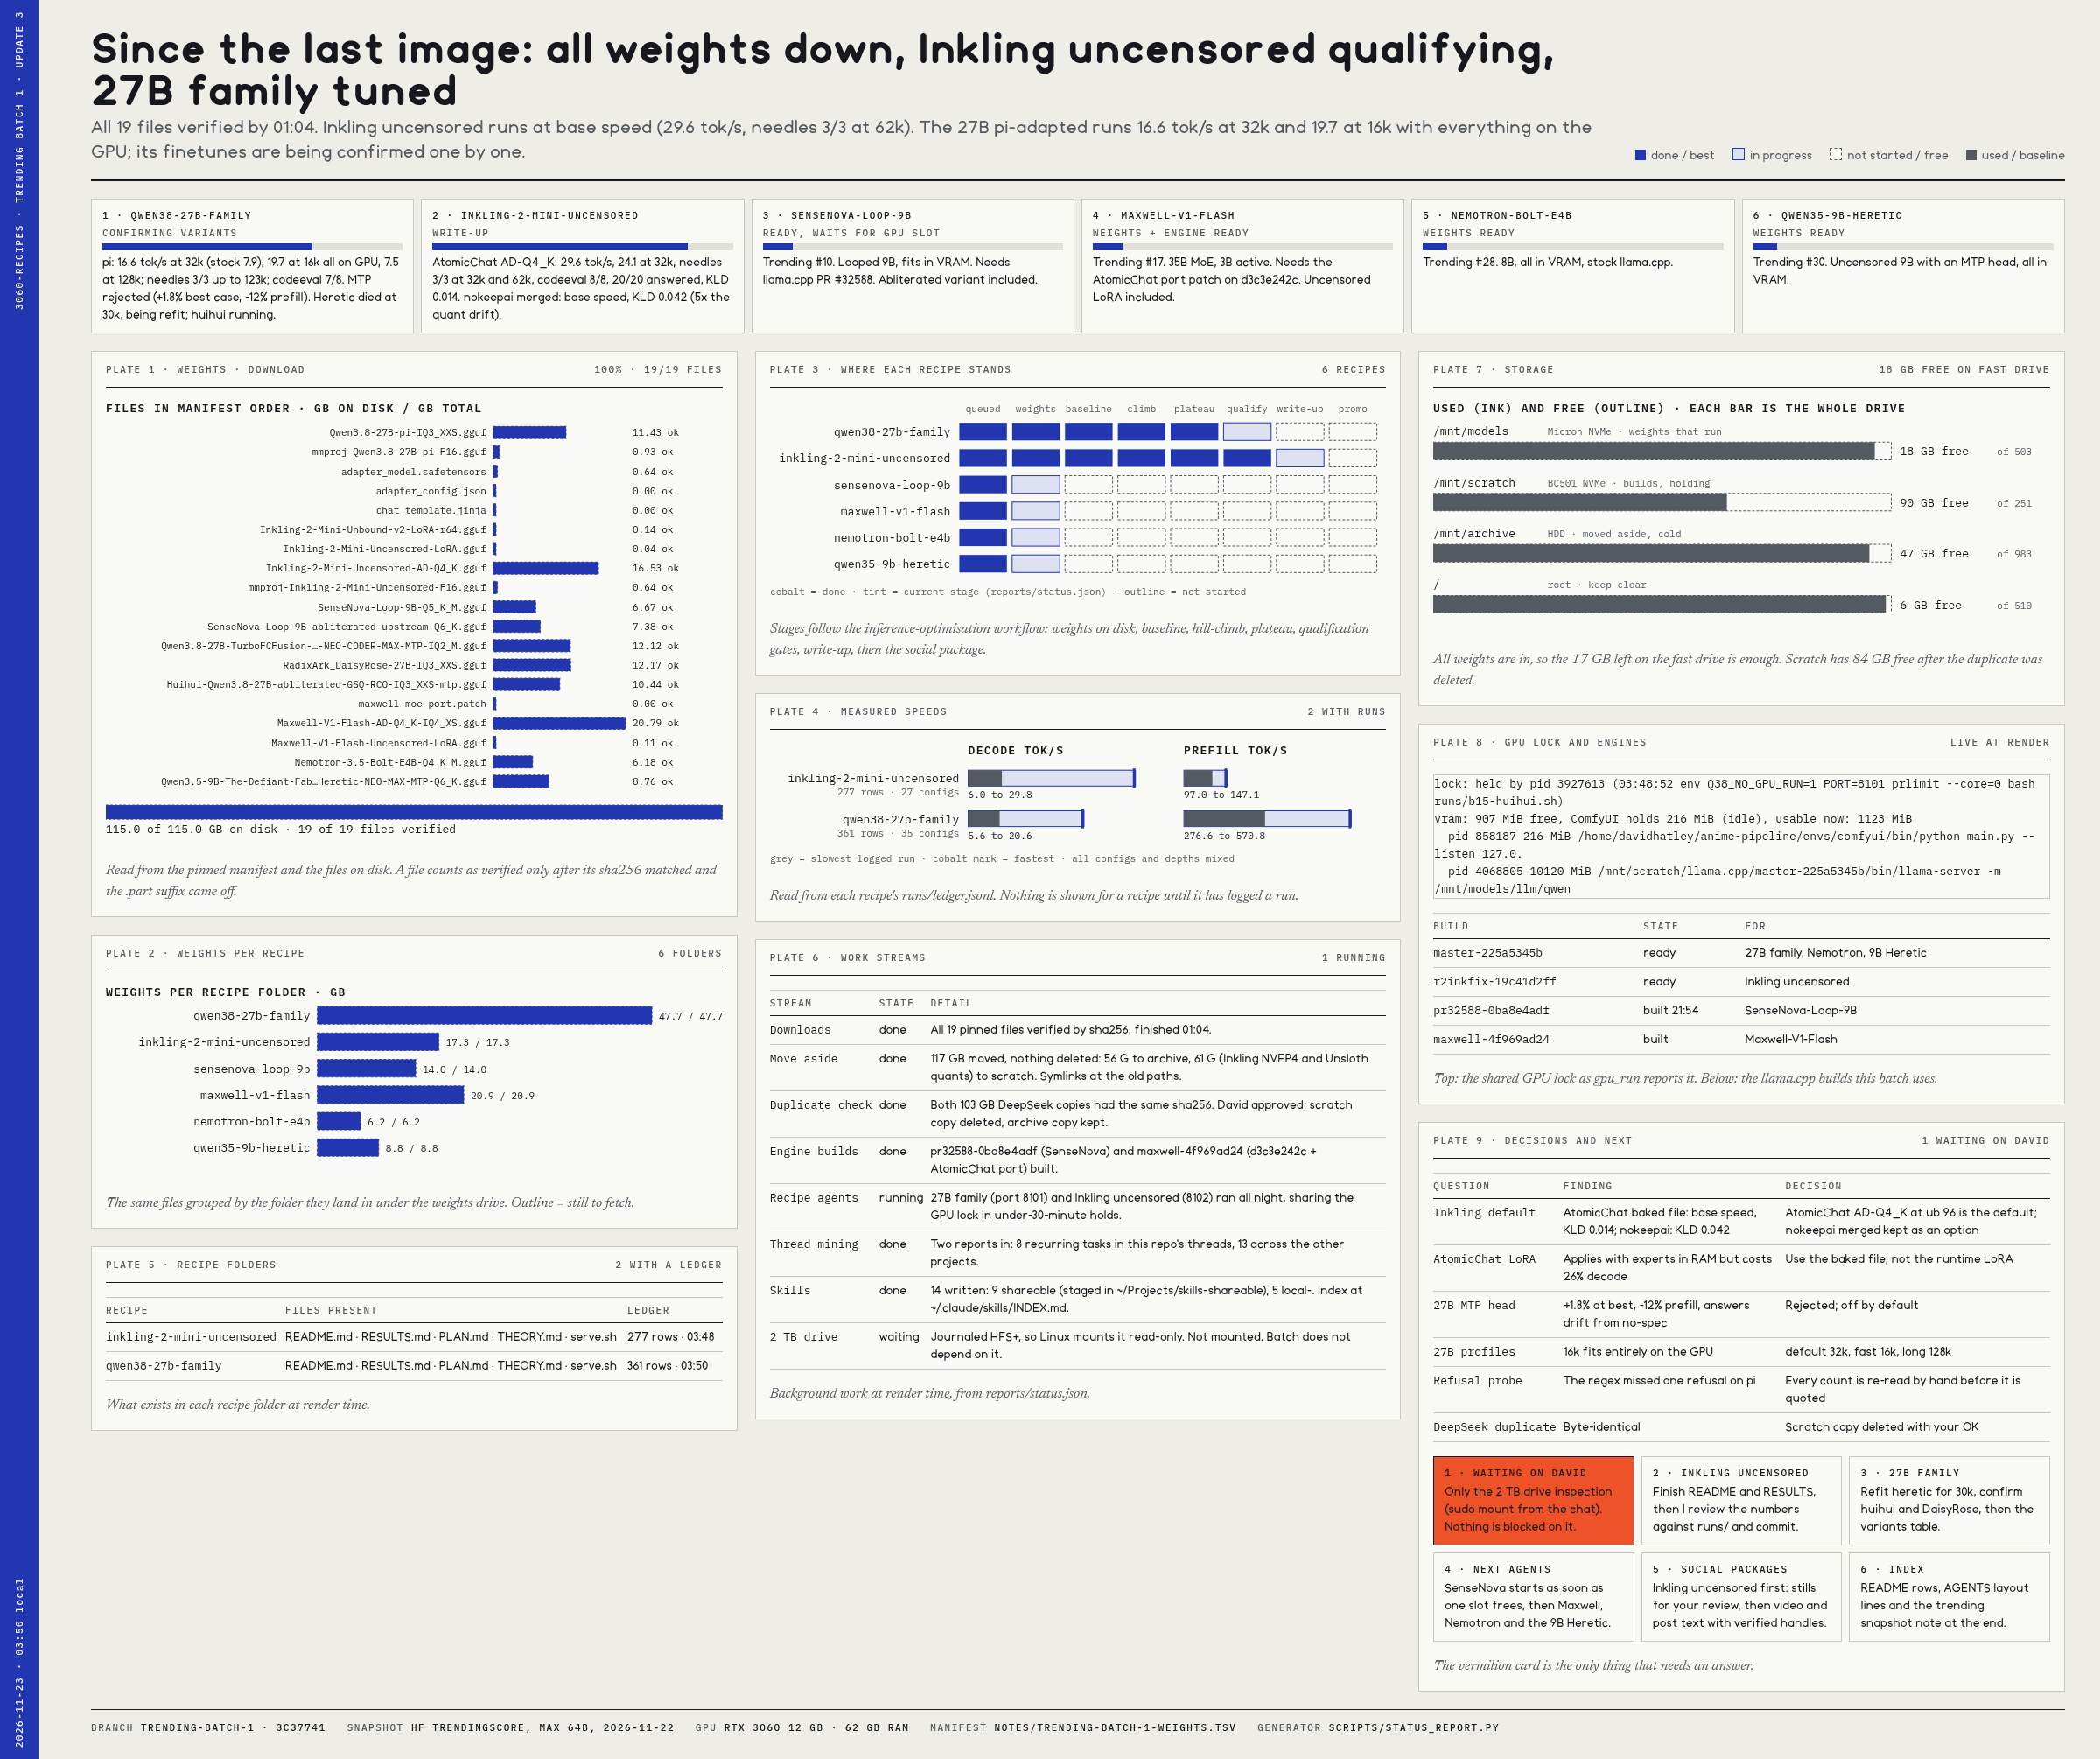 3060-RECIPES · TRENDING BATCH 1 · UPDATE 3
2026-11-23 · 03:50 local
Since the last image: all weights down, Inkling uncensored qualifying,
27B family tuned
All 19 files verified by 01:04. Inkling uncensored runs at base speed (29.6 tok/s, needles 3/3 at 62k). The 27B pi-adapted runs 16.6 tok/s at 32k and 19.7 at 16k with everything on the
GPU; its finetunes are being confirmed one by one.
done / best in progress not started / free used / baseline
1 · QWEN38-27B-FAMILY
CONFIRMING VARIANTS
pi: 16.6 tok/s at 32k (stock 7.9), 19.7 at 16k all on GPU, 7.5
at 128k; needles 3/3 up to 123k; codeeval 7/8. MTP
rejected (+1.8% best case, -12% prefill). Heretic died at
30k, being refit; huihui running.
2 · INKLING-2-MINI-UNCENSORED
WRITE-UP
AtomicChat AD-Q4_K: 29.6 tok/s, 24.1 at 32k, needles
3/3 at 32k and 62k, codeeval 8/8, 20/20 answered, KLD
0.014. nokeepai merged: base speed, KLD 0.042 (5x the
quant drift).
3 · SENSENOVA-LOOP-9B
READY, WAITS FOR GPU SLOT
Trending #10. Looped 9B, fits in VRAM. Needs
llama.cpp PR #32588. Abliterated variant included.
4 · MAXWELL-V1-FLASH
WEIGHTS + ENGINE READY
Trending #17. 35B MoE, 3B active. Needs the
AtomicChat port patch on d3c3e242c. Uncensored
LoRA included.
5 · NEMOTRON-BOLT-E4B
WEIGHTS READY
Trending #28. 8B, all in VRAM, stock llama.cpp.
6 · QWEN35-9B-HERETIC
WEIGHTS READY
Trending #30. Uncensored 9B with an MTP head, all in
VRAM.
PLATE 1 · WEIGHTS · DOWNLOAD 100% · 19/19 FILES
FILES IN MANIFEST ORDER · GB ON DISK / GB TOTAL
Qwen3.8-27B-pi-IQ3_XXS.gguf 11.43 ok
mmproj-Qwen3.8-27B-pi-F16.gguf 0.93 ok
adapter_model.safetensors 0.64 ok
adapter_config.json 0.00 ok
chat_template.jinja 0.00 ok
Inkling-2-Mini-Unbound-v2-LoRA-r64.gguf 0.14 ok
Inkling-2-Mini-Uncensored-LoRA.gguf 0.04 ok
Inkling-2-Mini-Uncensored-AD-Q4_K.gguf 16.53 ok
mmproj-Inkling-2-Mini-Uncensored-F16.gguf 0.64 ok
SenseNova-Loop-9B-Q5_K_M.gguf 6.67 ok
SenseNova-Loop-9B-abliterated-upstream-Q6_K.gguf 7.38 ok
Qwen3.8-27B-TurboFCFusion-…-NEO-CODER-MAX-MTP-IQ2_M.gguf 12.12 ok
RadixArk_DaisyRose-27B-IQ3_XXS.gguf 12.17 ok
Huihui-Qwen3.8-27B-abliterated-GSQ-RCO-IQ3_XXS-mtp.gguf 10.44 ok
maxwell-moe-port.patch 0.00 ok
Maxwell-V1-Flash-AD-Q4_K-IQ4_XS.gguf 20.79 ok
Maxwell-V1-Flash-Uncensored-LoRA.gguf 0.11 ok
Nemotron-3.5-Bolt-E4B-Q4_K_M.gguf 6.18 ok
Qwen3.5-9B-The-Defiant-Fab…Heretic-NEO-MAX-MTP-Q6_K.gguf 8.76 ok
115.0 of 115.0 GB on disk · 19 of 19 files verified
Read from the pinned manifest and the files on disk. A file counts as verified only after its sha256 matched and
the .part suffix came off.
PLATE 2 · WEIGHTS PER RECIPE 6 FOLDERS
WEIGHTS PER RECIPE FOLDER · GB
qwen38-27b-family 47.7 / 47.7
inkling-2-mini-uncensored 17.3 / 17.3
sensenova-loop-9b 14.0 / 14.0
maxwell-v1-flash 20.9 / 20.9
nemotron-bolt-e4b 6.2 / 6.2
qwen35-9b-heretic 8.8 / 8.8
The same files grouped by the folder they land in under the weights drive. Outline = still to fetch.
PLATE 5 · RECIPE FOLDERS 2 WITH A LEDGER
RECIPE FILES PRESENT LEDGER
inkling-2-mini-uncensored README.md · RESULTS.md · PLAN.md · THEORY.md · serve.sh 277 rows · 03:48
qwen38-27b-family README.md · RESULTS.md · PLAN.md · THEORY.md · serve.sh 361 rows · 03:50
What exists in each recipe folder at render time.
PLATE 3 · WHERE EACH RECIPE STANDS 6 RECIPES
queued weights baseline climb plateau qualify write-up promo
qwen38-27b-family
inkling-2-mini-uncensored
sensenova-loop-9b
maxwell-v1-flash
nemotron-bolt-e4b
qwen35-9b-heretic
cobalt = done · tint = current stage (reports/status.json) · outline = not started
Stages follow the inference-optimisation workflow: weights on disk, baseline, hill-climb, plateau, qualification
gates, write-up, then the social package.
PLATE 4 · MEASURED SPEEDS 2 WITH RUNS
DECODE TOK/S PREFILL TOK/S
inkling-2-mini-uncensored
277 rows · 27 configs 6.0 to 29.8 97.0 to 147.1
qwen38-27b-family
361 rows · 35 configs 5.6 to 20.6 276.6 to 570.8
grey = slowest logged run · cobalt mark = fastest · all configs and depths mixed
Read from each recipe's runs/ledger.jsonl. Nothing is shown for a recipe until it has logged a run.
PLATE 6 · WORK STREAMS 1 RUNNING
STREAM STATE DETAIL
Downloads done All 19 pinned files verified by sha256, finished 01:04.
Move aside done 117 GB moved, nothing deleted: 56 G to archive, 61 G (Inkling NVFP4 and Unsloth
quants) to scratch. Symlinks at the old paths.
Duplicate check done Both 103 GB DeepSeek copies had the same sha256. David approved; scratch
copy deleted, archive copy kept.
Engine builds done pr32588-0ba8e4adf (SenseNova) and maxwell-4f969ad24 (d3c3e242c +
AtomicChat port) built.
Recipe agents running 27B family (port 8101) and Inkling uncensored (8102) ran all night, sharing the
GPU lock in under-30-minute holds.
Thread mining done Two reports in: 8 recurring tasks in this repo's threads, 13 across the other
projects.
Skills done 14 written: 9 shareable (staged in ~/Projects/skills-shareable), 5 local-. Index at
~/.claude/skills/INDEX.md.
2 TB drive waiting Journaled HFS+, so Linux mounts it read-only. Not mounted. Batch does not
depend on it.
Background work at render time, from reports/status.json.
PLATE 7 · STORAGE 18 GB FREE ON FAST DRIVE
USED (INK) AND FREE (OUTLINE) · EACH BAR IS THE WHOLE DRIVE
/mnt/models Micron NVMe · weights that run
18 GB free of 503
/mnt/scratch BC501 NVMe · builds, holding
90 GB free of 251
/mnt/archive HDD · moved aside, cold
47 GB free of 983
/ root · keep clear
6 GB free of 510
All weights are in, so the 17 GB left on the fast drive is enough. Scratch has 84 GB free after the duplicate was
deleted.
PLATE 8 · GPU LOCK AND ENGINES LIVE AT RENDER
lock: held by pid 3927613 (03:48:52 env Q38_NO_GPU_RUN=1 PORT=8101 prlimit --core=0 bash
runs/b15-huihui.sh)
vram: 907 MiB free, ComfyUI holds 216 MiB (idle), usable now: 1123 MiB
pid 858187 216 MiB /home/davidhatley/anime-pipeline/envs/comfyui/bin/python main.py --
listen 127.0.
pid 4068805 10120 MiB /mnt/scratch/llama.cpp/master-225a5345b/bin/llama-server -m
/mnt/models/llm/qwen
BUILD STATE FOR
master-225a5345b ready 27B family, Nemotron, 9B Heretic
r2inkfix-19c41d2ff ready Inkling uncensored
pr32588-0ba8e4adf built 21:54 SenseNova-Loop-9B
maxwell-4f969ad24 built Maxwell-V1-Flash
Top: the shared GPU lock as gpu_run reports it. Below: the llama.cpp builds this batch uses.
PLATE 9 · DECISIONS AND NEXT 1 WAITING ON DAVID
QUESTION FINDING DECISION
Inkling default AtomicChat baked file: base speed, AtomicChat AD-Q4_K at ub 96 is the default;
KLD 0.014; nokeepai: KLD 0.042 nokeepai merged kept as an option
AtomicChat LoRA Applies with experts in RAM but costs Use the baked file, not the runtime LoRA
26% decode
27B MTP head +1.8% at best, -12% prefill, answers Rejected; off by default
drift from no-spec
27B profiles 16k fits entirely on the GPU default 32k, fast 16k, long 128k
Refusal probe The regex missed one refusal on pi Every count is re-read by hand before it is
quoted
DeepSeek duplicate Byte-identical Scratch copy deleted with your OK
1 · WAITING ON DAVID
Only the 2 TB drive inspection
(sudo mount from the chat).
Nothing is blocked on it.
2 · INKLING UNCENSORED
Finish README and RESULTS,
then I review the numbers
against runs/ and commit.
3 · 27B FAMILY
Refit heretic for 30k, confirm
huihui and DaisyRose, then the
variants table.
4 · NEXT AGENTS
SenseNova starts as soon as
one slot frees, then Maxwell,
Nemotron and the 9B Heretic.
5 · SOCIAL PACKAGES
Inkling uncensored first: stills
for your review, then video and
post text with verified handles.
6 · INDEX
README rows, AGENTS layout
lines and the trending
snapshot note at the end.
The vermilion card is the only thing that needs an answer.
BRANCH TRENDING-BATCH-1 · 3C37741 SNAPSHOT HF TRENDINGSCORE, MAX 64B, 2026-11-22 GPU RTX 3060 12 GB · 62 GB RAM MANIFEST NOTES/TRENDING-BATCH-1-WEIGHTS.TSV GENERATOR SCRIPTS/STATUS_REPORT.PY